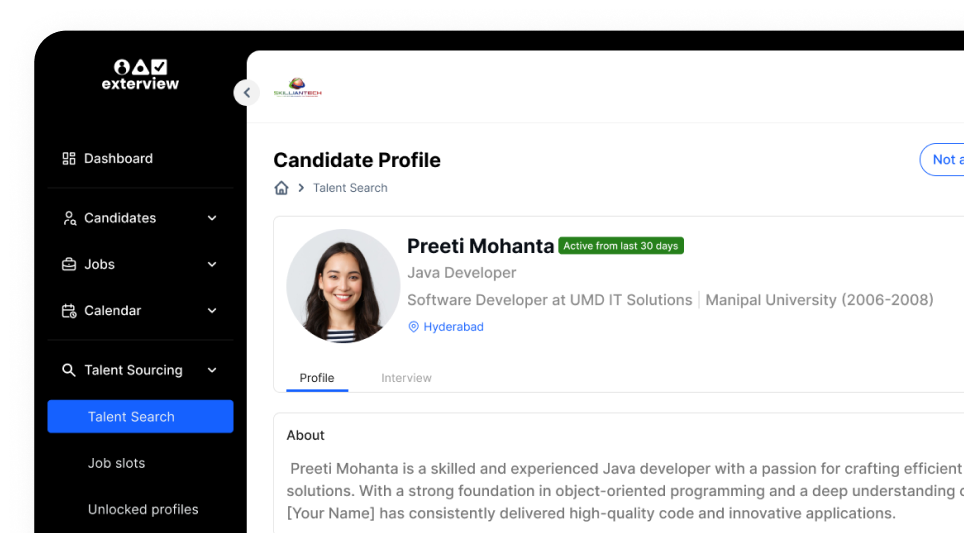 exterview
SKILLIANTECH
Dashboard
Candidates
Jobs
Calendar
Talent Sourcing
Talent Search
Job slots
Unlocked profiles
Candidate Profile
Not a
Talent Search
Preeti Mohanta Active from last 30 days
Java Developer
Software Developer at UMD IT Solutions | Manipal University (2006-2008)
Hyderabad
Profile Interview
About
Preeti Mohanta is a skilled and experienced Java developer with a passion for crafting efficient
solutions. With a strong foundation in object-oriented programming and a deep understanding
[Your Name] has consistently delivered high-quality code and innovative applications.